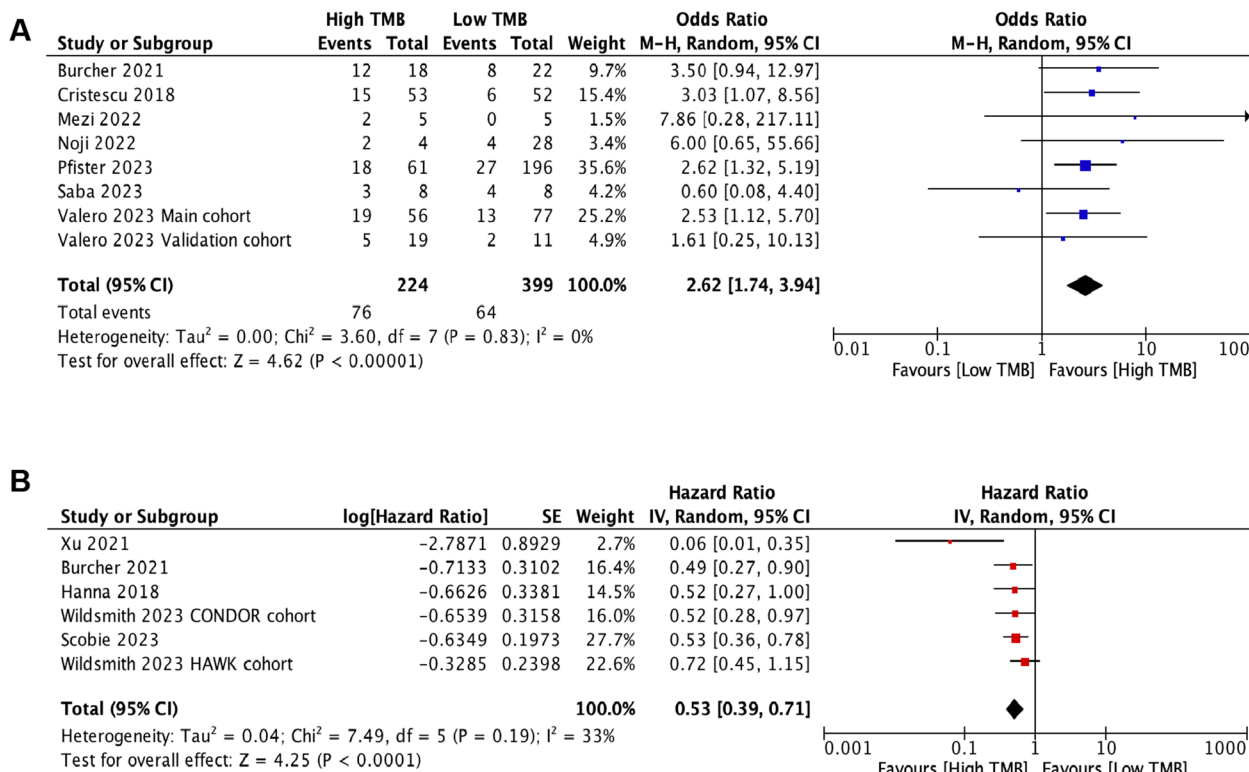 A
High TMB Low TMB Odds Ratio Odds Ratio
Study or Subgroup Events Total Events Total Weight M-H, Random, 95% CI M-H, Random, 95% CI
Burcher 2021 12 18 8 22 9.7% 3.50 [0.94, 12.97]
Cristescu 2018 15 53 6 52 15.4% 3.03 [1.07, 8.56]
Mezi 2022 2 5 0 5 1.5% 7.86 [0.28, 217.11]
Noji 2022 2 4 4 28 3.4% 6.00 [0.65, 55.66]
Pfister 2023 18 61 27 196 35.6% 2.62 [1.32, 5.19]
Saba 2023 3 8 4 8 4.2% 0.60 [0.08, 4.40]
Valero 2023 Main cohort 19 56 13 77 25.2% 2.53 [1.12, 5.70]
Valero 2023 Validation cohort 5 19 2 11 4.9% 1.61 [0.25, 10.13]
Total (95% CI) 224 399 100.0% 2.62 [1.74, 3.94]
Total events 76 64
Heterogeneity: Tau² = 0.00; Chi² = 3.60, df = 7 (P = 0.83); I² = 0%
Test for overall effect: Z = 4.62 (P < 0.00001)
0.01 0.1 1 10 100
Favours [Low TMB] Favours [High TMB]
B
Hazard Ratio Hazard Ratio
Study or Subgroup log[Hazard Ratio] SE Weight IV, Random, 95% CI IV, Random, 95% CI
Xu 2021 -2.7871 0.8929 2.7% 0.06 [0.01, 0.35]
Burcher 2021 -0.7133 0.3102 16.4% 0.49 [0.27, 0.90]
Hanna 2018 -0.6626 0.3381 14.5% 0.52 [0.27, 1.00]
Wildsmith 2023 CONDOR cohort -0.6539 0.3158 16.0% 0.52 [0.28, 0.97]
Scobie 2023 -0.6349 0.1973 27.7% 0.53 [0.36, 0.78]
Wildsmith 2023 HAWK cohort -0.3285 0.2398 22.6% 0.72 [0.45, 1.15]
Total (95% CI) 100.0% 0.53 [0.39, 0.71]
Heterogeneity: Tau² = 0.04; Chi² = 7.49, df = 5 (P = 0.19); I² = 33%
Test for overall effect: Z = 4.25 (P < 0.0001)
0.001 0.1 1 10 1000
Favours [High TMB] Favours [Low TMB]